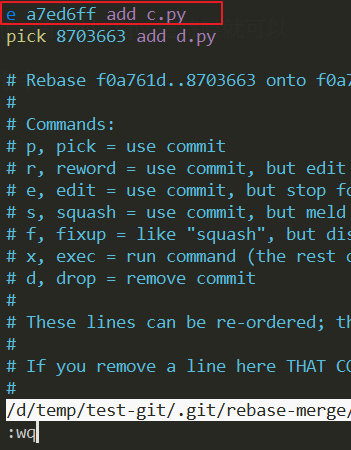 e a7ed6ff add c.py
pick 8703663 add d.py
# Rebase f0a761d..8703663 onto f0a7
#
# Commands:
# p, pick = use commit
# r, reword = use commit, but edit
# e, edit = use commit, but stop fo
# s, squash = use commit, but meld
# f, fixup = like "squash", but dis
# x, exec = run command (the rest o
# d, drop = remove commit
#
# These lines can be re-ordered; th
#
# If you remove a line here THAT CO
#
/d/temp/test-git/.git/rebase-merge/
:wq